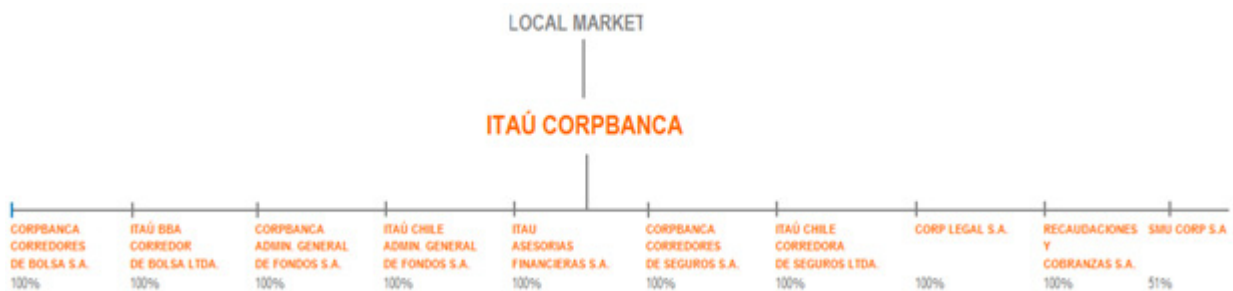 LOCAL MARKET
ITAÚ CORPBANCA
CORPBANCA
CORREDORES
DE BOLSA S.A.
100%
ITAÚ BBA
CORREDOR
DE BOLSA LTDA.
100%
CORPBANCA
ADMIN. GENERAL
DE FONDOS S.A.
100%
ITAÚ CHILE
ADMIN. GENERAL
DE FONDOS S.A.
100%
ITAU
ASESORIAS
FINANCIERAS S.A.
100%
CORPBANCA
CORREDORES
DE SEGUROS S.A.
100%
ITAÚ CHILE
CORREDORA
DE SEGUROS LTDA.
100%
CORP LEGAL S.A.
100%
RECAUDACIONES
Y
COBRANZAS S.A.
100%
SMU CORP S.A
51%